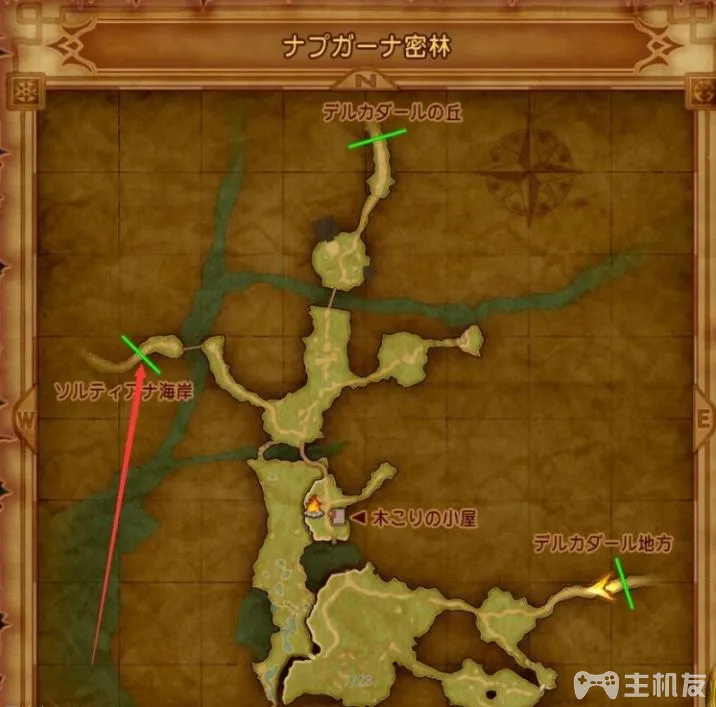 ナプガーナ密林
N
デルカダールの丘
ソルティアナ海岸
W
E
木こりの小屋
デルカダール地方
主机友